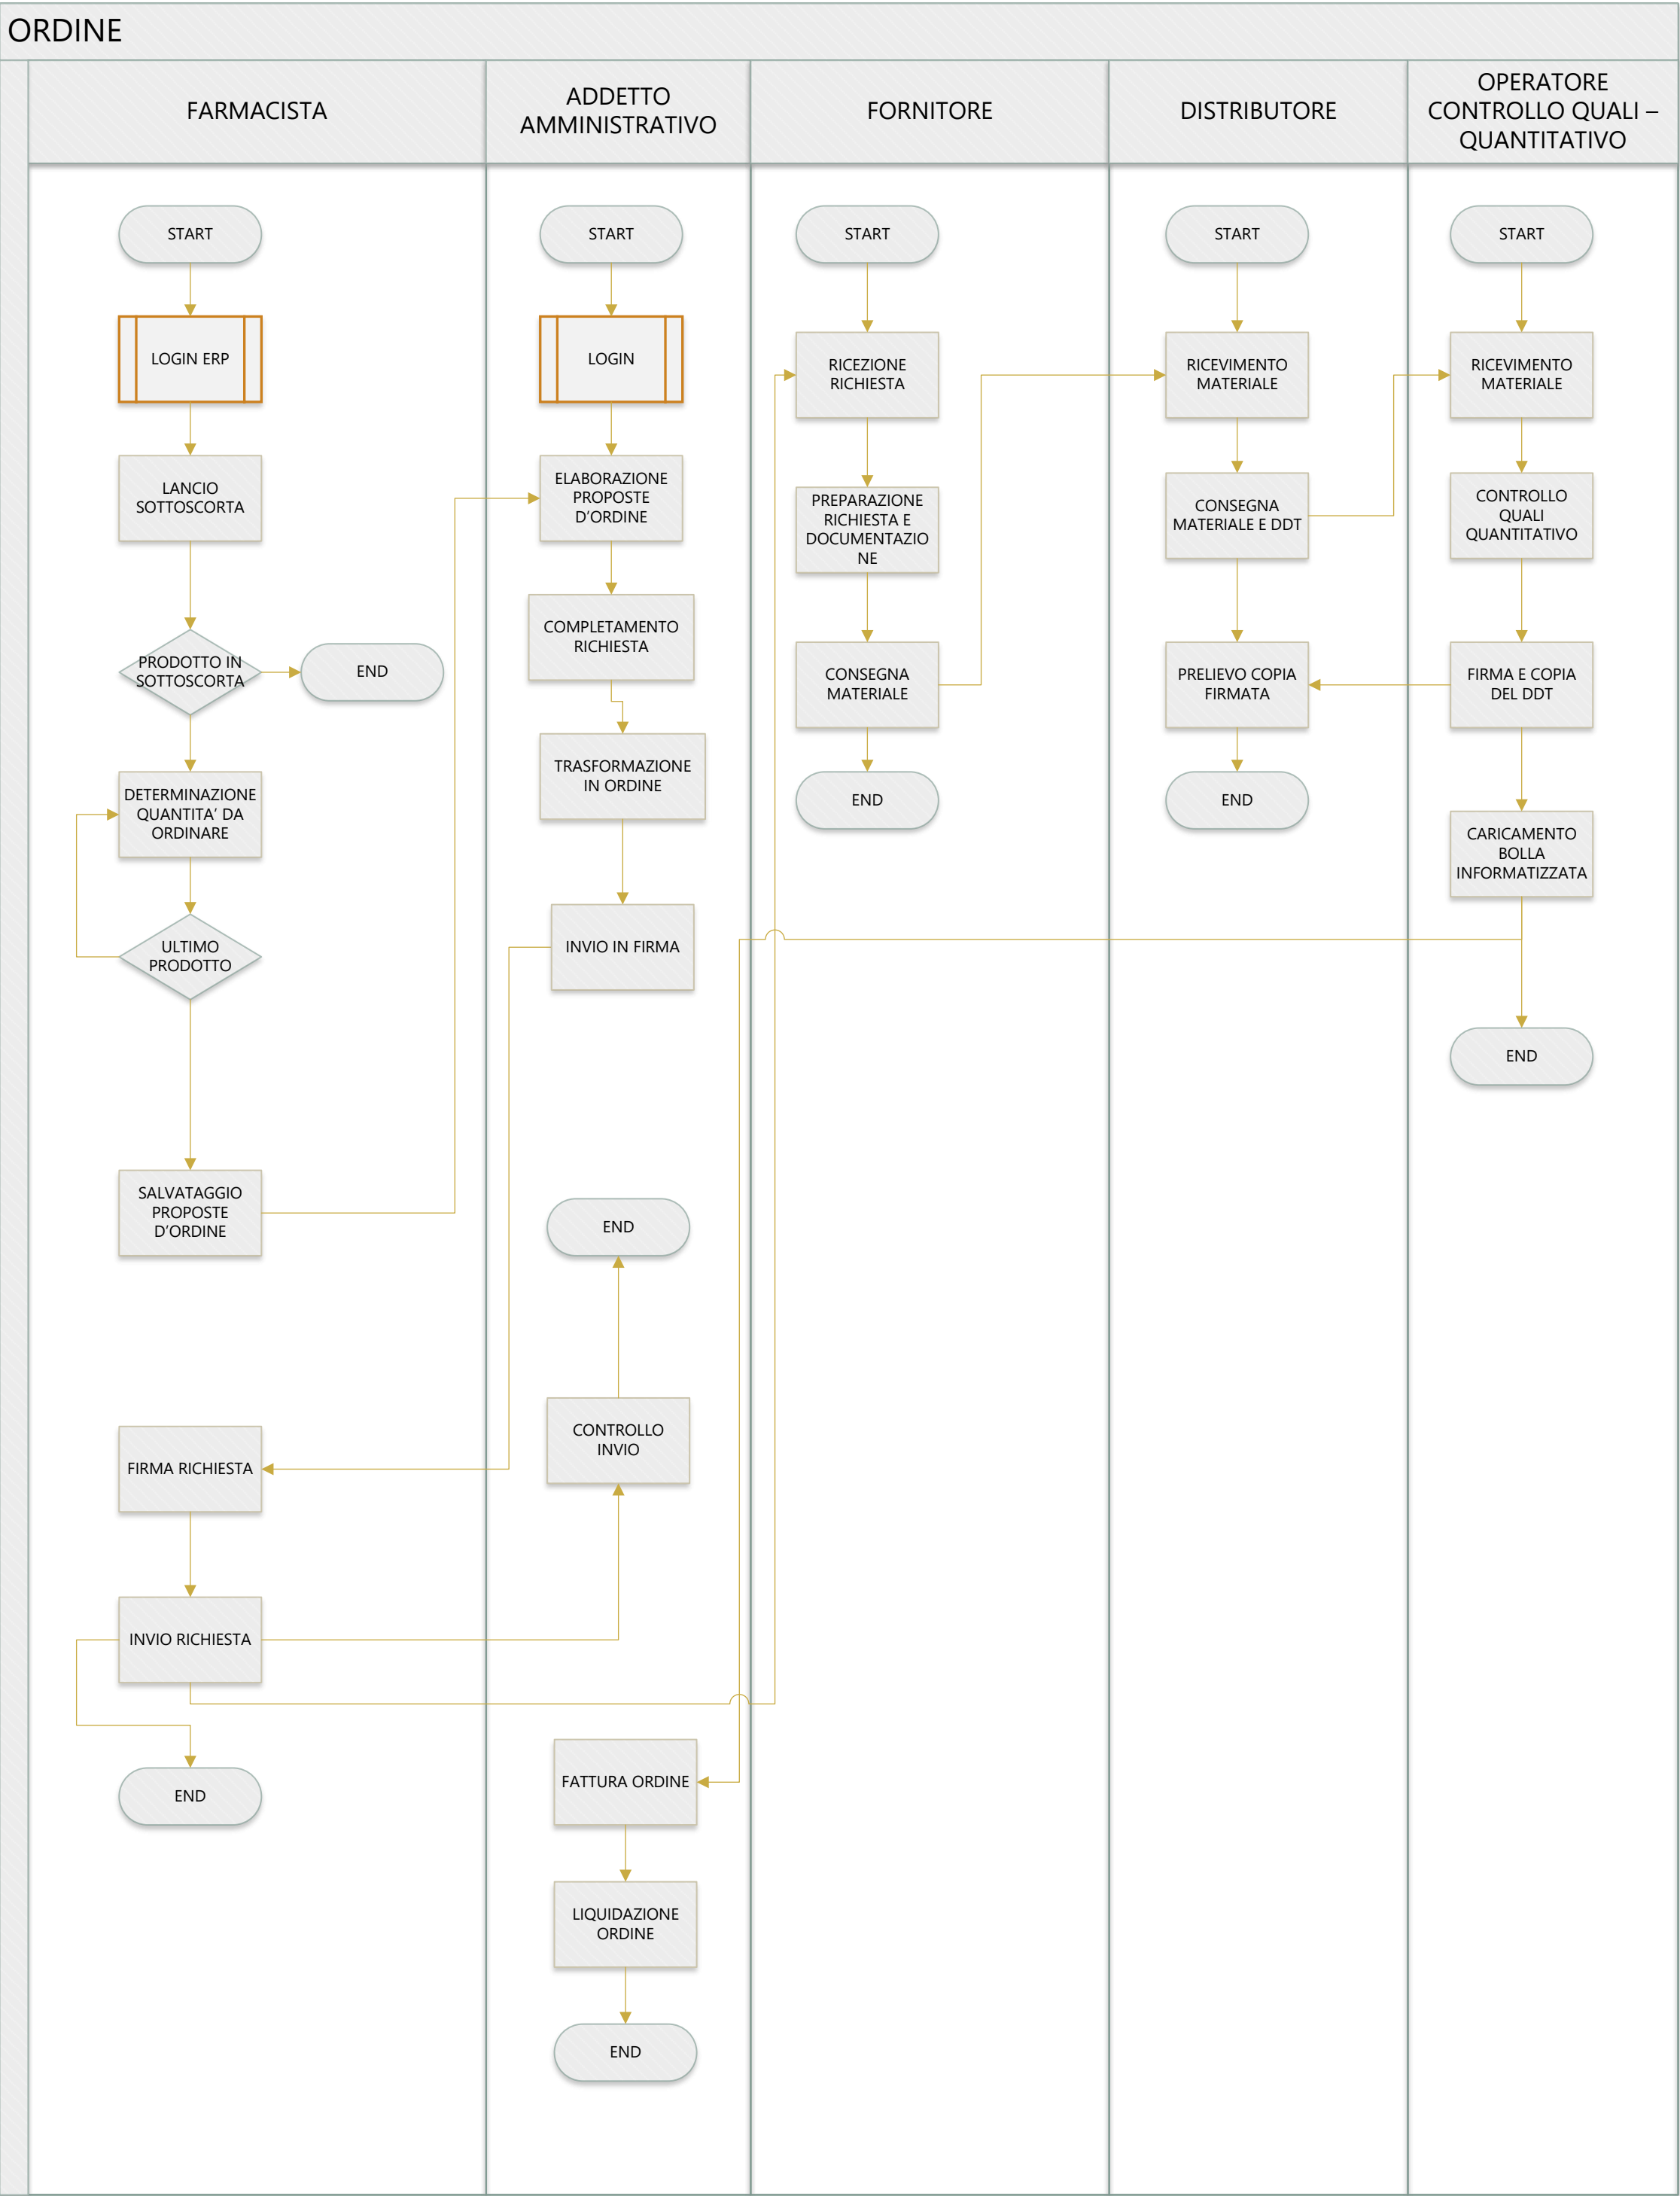 ORDINE
FARMACISTA
ADDETTO
AMMINISTRATIVO
FORNITORE
DISTRIBUTORE
OPERATORE
CONTROLLO QUALI –
QUANTITATIVO
START
LOGIN ERP
LANCIO
SOTTOSCORTA
PRODOTTO IN
SOTTOSCORTA
END
DETERMINAZIONE
QUANTITA’ DA
ORDINARE
ULTIMO
PRODOTTO
SALVATAGGIO
PROPOSTE
D’ORDINE
FIRMA RICHIESTA
INVIO RICHIESTA
END
START
LOGIN
ELABORAZIONE
PROPOSTE
D’ORDINE
COMPLETAMENTO
RICHIESTA
TRASFORMAZIONE
IN ORDINE
INVIO IN FIRMA
END
CONTROLLO
INVIO
FATTURA ORDINE
LIQUIDAZIONE
ORDINE
END
START
RICEZIONE
RICHIESTA
PREPARAZIONE
RICHIESTA E
DOCUMENTAZIO
NE
CONSEGNA
MATERIALE
END
START
RICEVIMENTO
MATERIALE
CONSEGNA
MATERIALE E DDT
PRELIEVO COPIA
FIRMATA
END
START
RICEVIMENTO
MATERIALE
CONTROLLO
QUALI
QUANTITATIVO
FIRMA E COPIA
DEL DDT
CARICAMENTO
BOLLA
INFORMATIZZATA
END